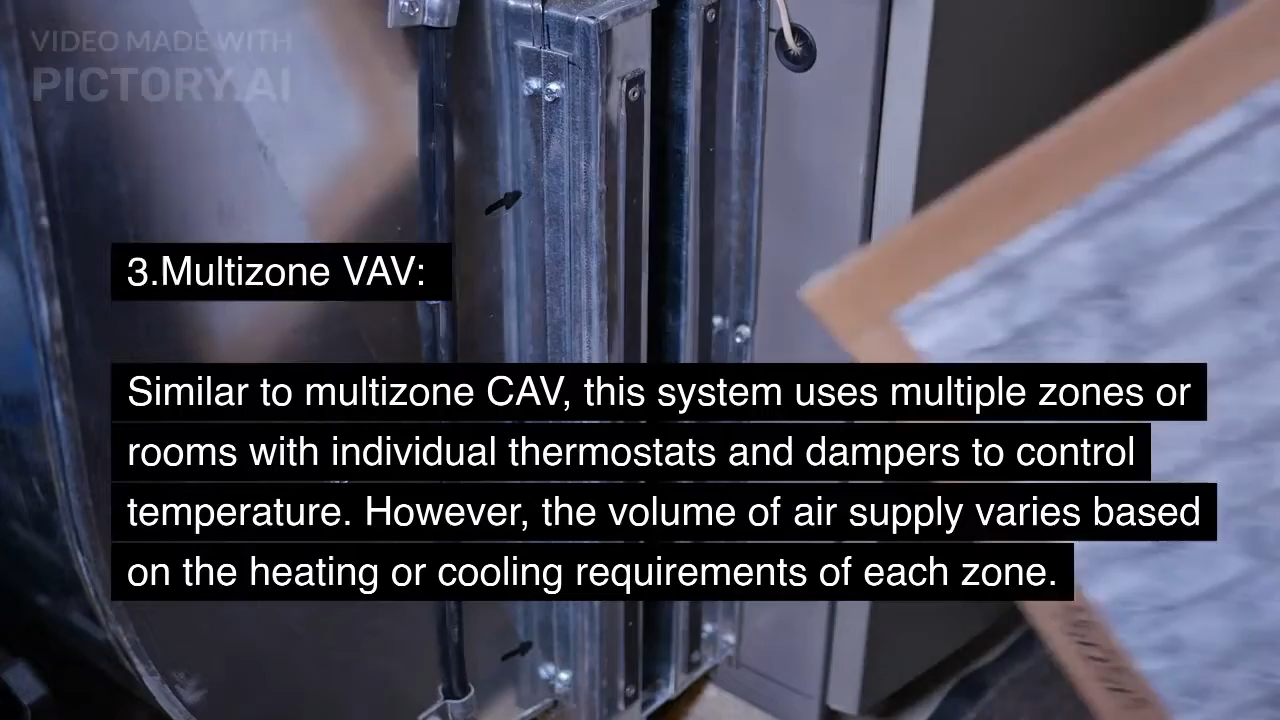 VIDEO MADE WITH
PICTORY.AI
3.Multizone VAV:
Similar to multizone CAV, this system uses multiple zones or
rooms with individual thermostats and dampers to control
temperature. However, the volume of air supply varies based
on the heating or cooling requirements of each zone.